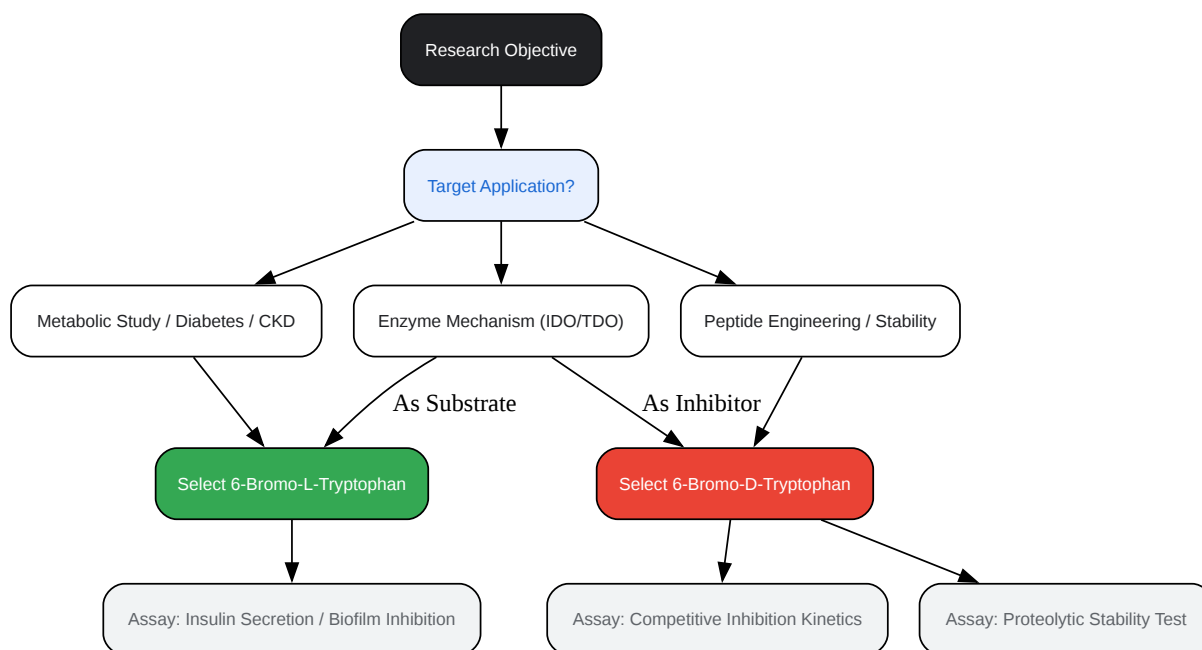 Research Objective
Target Application?
Metabolic Study / Diabetes / CKD
Enzyme Mechanism (IDO/TDO)
Peptide Engineering / Stability
As Substrate
As Inhibitor
Select 6-Bromo-L-Tryptophan
Select 6-Bromo-D-Tryptophan
Assay: Insulin Secretion / Biofilm Inhibition
Assay: Competitive Inhibition Kinetics
Assay: Proteolytic Stability Test